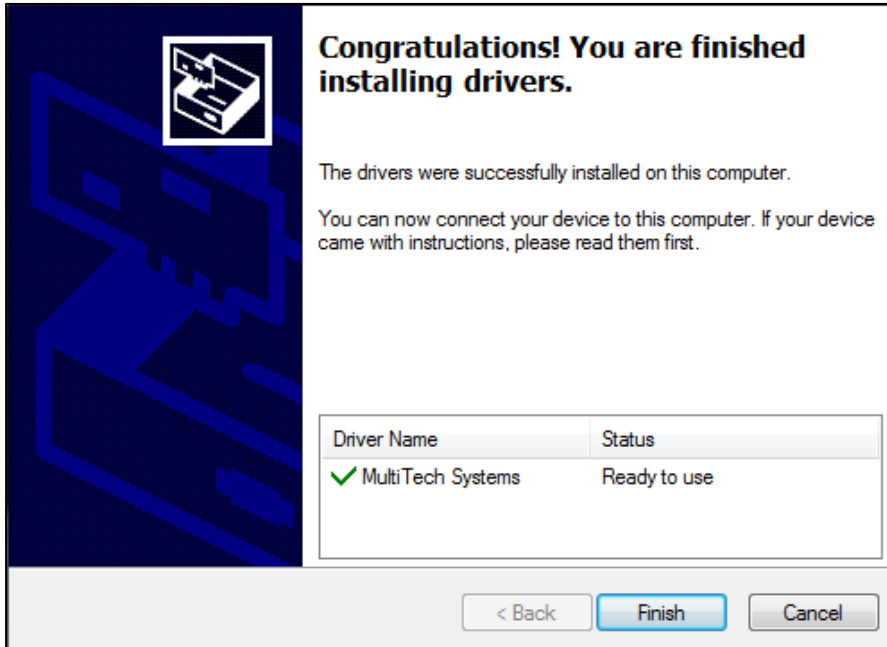 Congratulations! You are finished
installing drivers.
The drivers were successfully installed on this computer.
You can now connect your device to this computer. If your device
came with instructions, please read them first.
Driver Name Status
MultiTech Systems Ready to use
< Back Finish Cancel